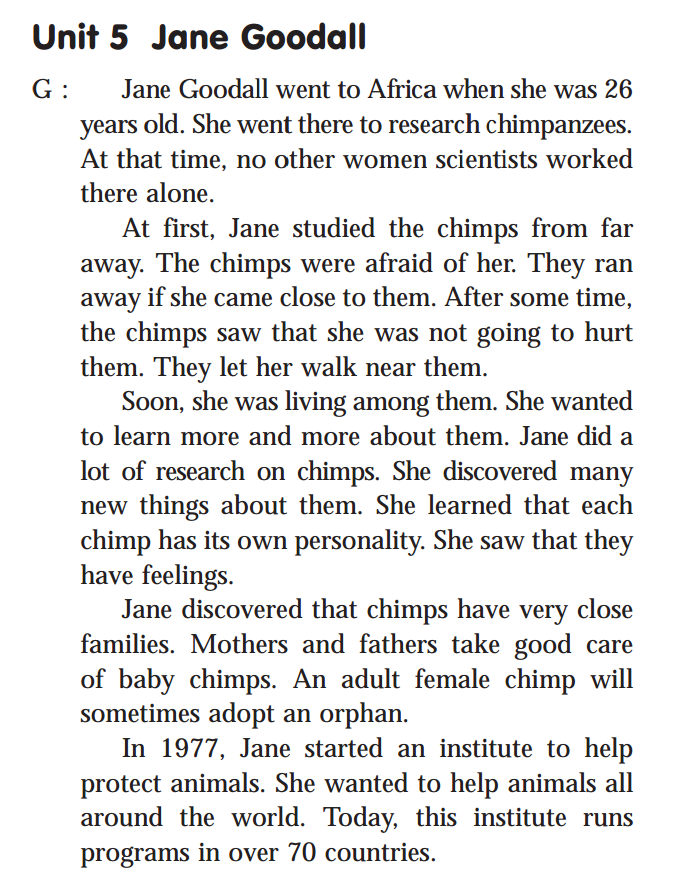 Unit 5 Jane Goodall
G : Jane Goodall went to Africa when she was 26
years old. She went there to research chimpanzees.
At that time, no other women scientists worked
there alone.
At first, Jane studied the chimps from far
away. The chimps were afraid of her. They ran
away if she came close to them. After some time,
the chimps saw that she was not going to hurt
them. They let her walk near them.
Soon, she was living among them. She wanted
to learn more and more about them. Jane did a
lot of research on chimps. She discovered many
new things about them. She learned that each
chimp has its own personality. She saw that they
have feelings.
Jane discovered that chimps have very close
families. Mothers and fathers take good care
of baby chimps. An adult female chimp will
sometimes adopt an orphan.
In 1977, Jane started an institute to help
protect animals. She wanted to help animals all
around the world. Today, this institute runs
programs in over 70 countries.